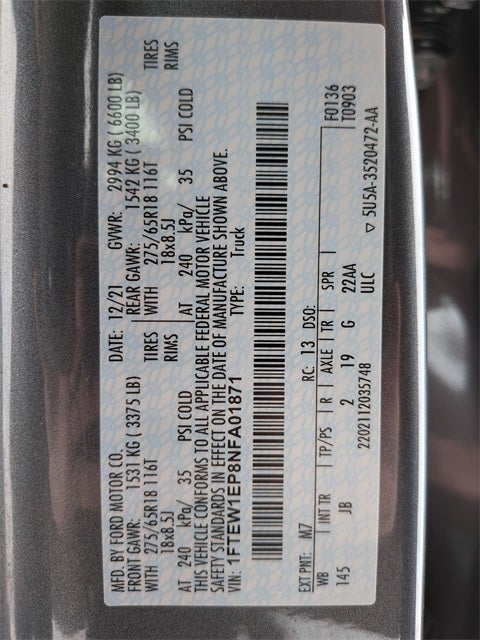 MFD. BY FORD MOTOR CO.
DATE: 12/21 GVWR: 2994 KG ( 6600 LB)
FRONT GAWR: 1531 KG ( 3375 LB) REAR GAWR: 1542 KG ( 3400 LB)
WITH 275/65R18 116T TIRES WITH 275/65R18 116T TIRES
18x8.5J RIMS 18x8.5J RIMS
AT 240 kPa/ 35 PSI COLD AT 240 kPa/ 35 PSI COLD
THIS VEHICLE CONFORMS TO ALL APPLICABLE FEDERAL MOTOR VEHICLE
SAFETY STANDARDS IN EFFECT ON THE DATE OF MANUFACTURE SHOWN ABOVE.
VIN: 1FTEW1EP8NFA01871 TYPE: Truck
F0136
T0903
EXT PNT: M7 RC: 13 DSO:
WB INT TR TP/PS R AXLE TR SPR
145 JB 2 19 G 22AA
ULC
2202112035748
▽ 5U5A-3520472-AA